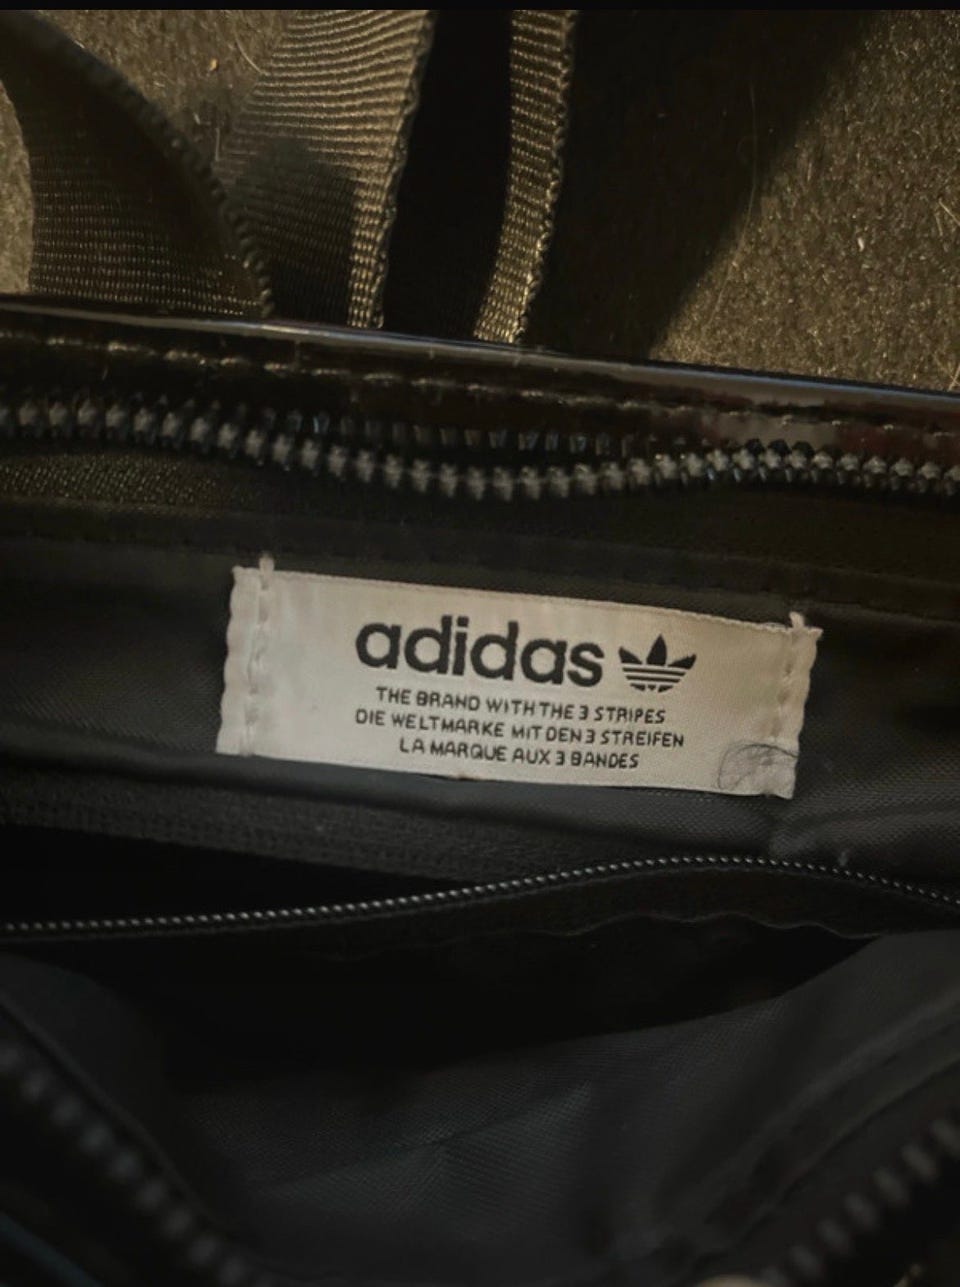 adidas
THE BRAND WITH THE 3 STRIPES
DIE WELTMARKE MIT DEN 3 STREIFEN
LA MARQUE AUX 3 BANDES